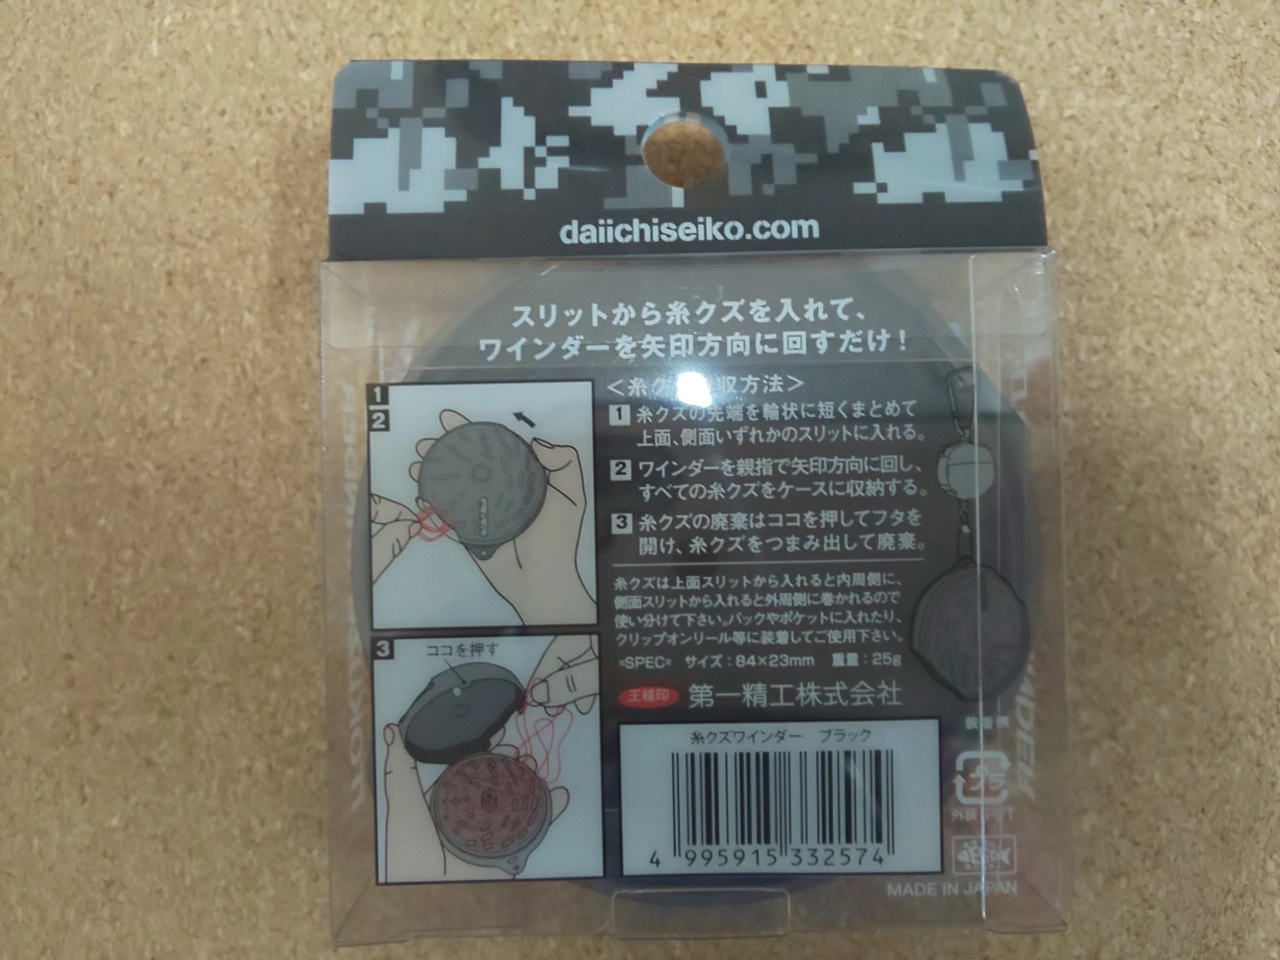 daiichiseiko.com
スリットから糸クズを入れて、
ワインダーを矢印方向に回すだけ!
1
2
3
ココを押す
<糸ク 収方法>
1 糸クズの先端を輪状に短くまとめて
上面、側面いずれかのスリットに入れる。
2 ワインダーを親指で矢印方向に回し、
すべての糸クズをケースに収納する。
3 糸クズの廃棄はココを押してフタを
開け、糸クズをつまみ出して廃棄。
糸クズは上面スリットから入れると内周側に、
側面スリットから入れると外周側に巻かれるので
使い分けて下さい。バックやポケットに入れたり、
クリップオンリール等に装着してご使用下さい。
=SPEC= サイズ:84×23mm 重量:25g
王様印 第一精工株式会社
装着例
糸クズワインダー ブラック
4 995915 332574
プラ
外装:PET
MADE IN JAPAN